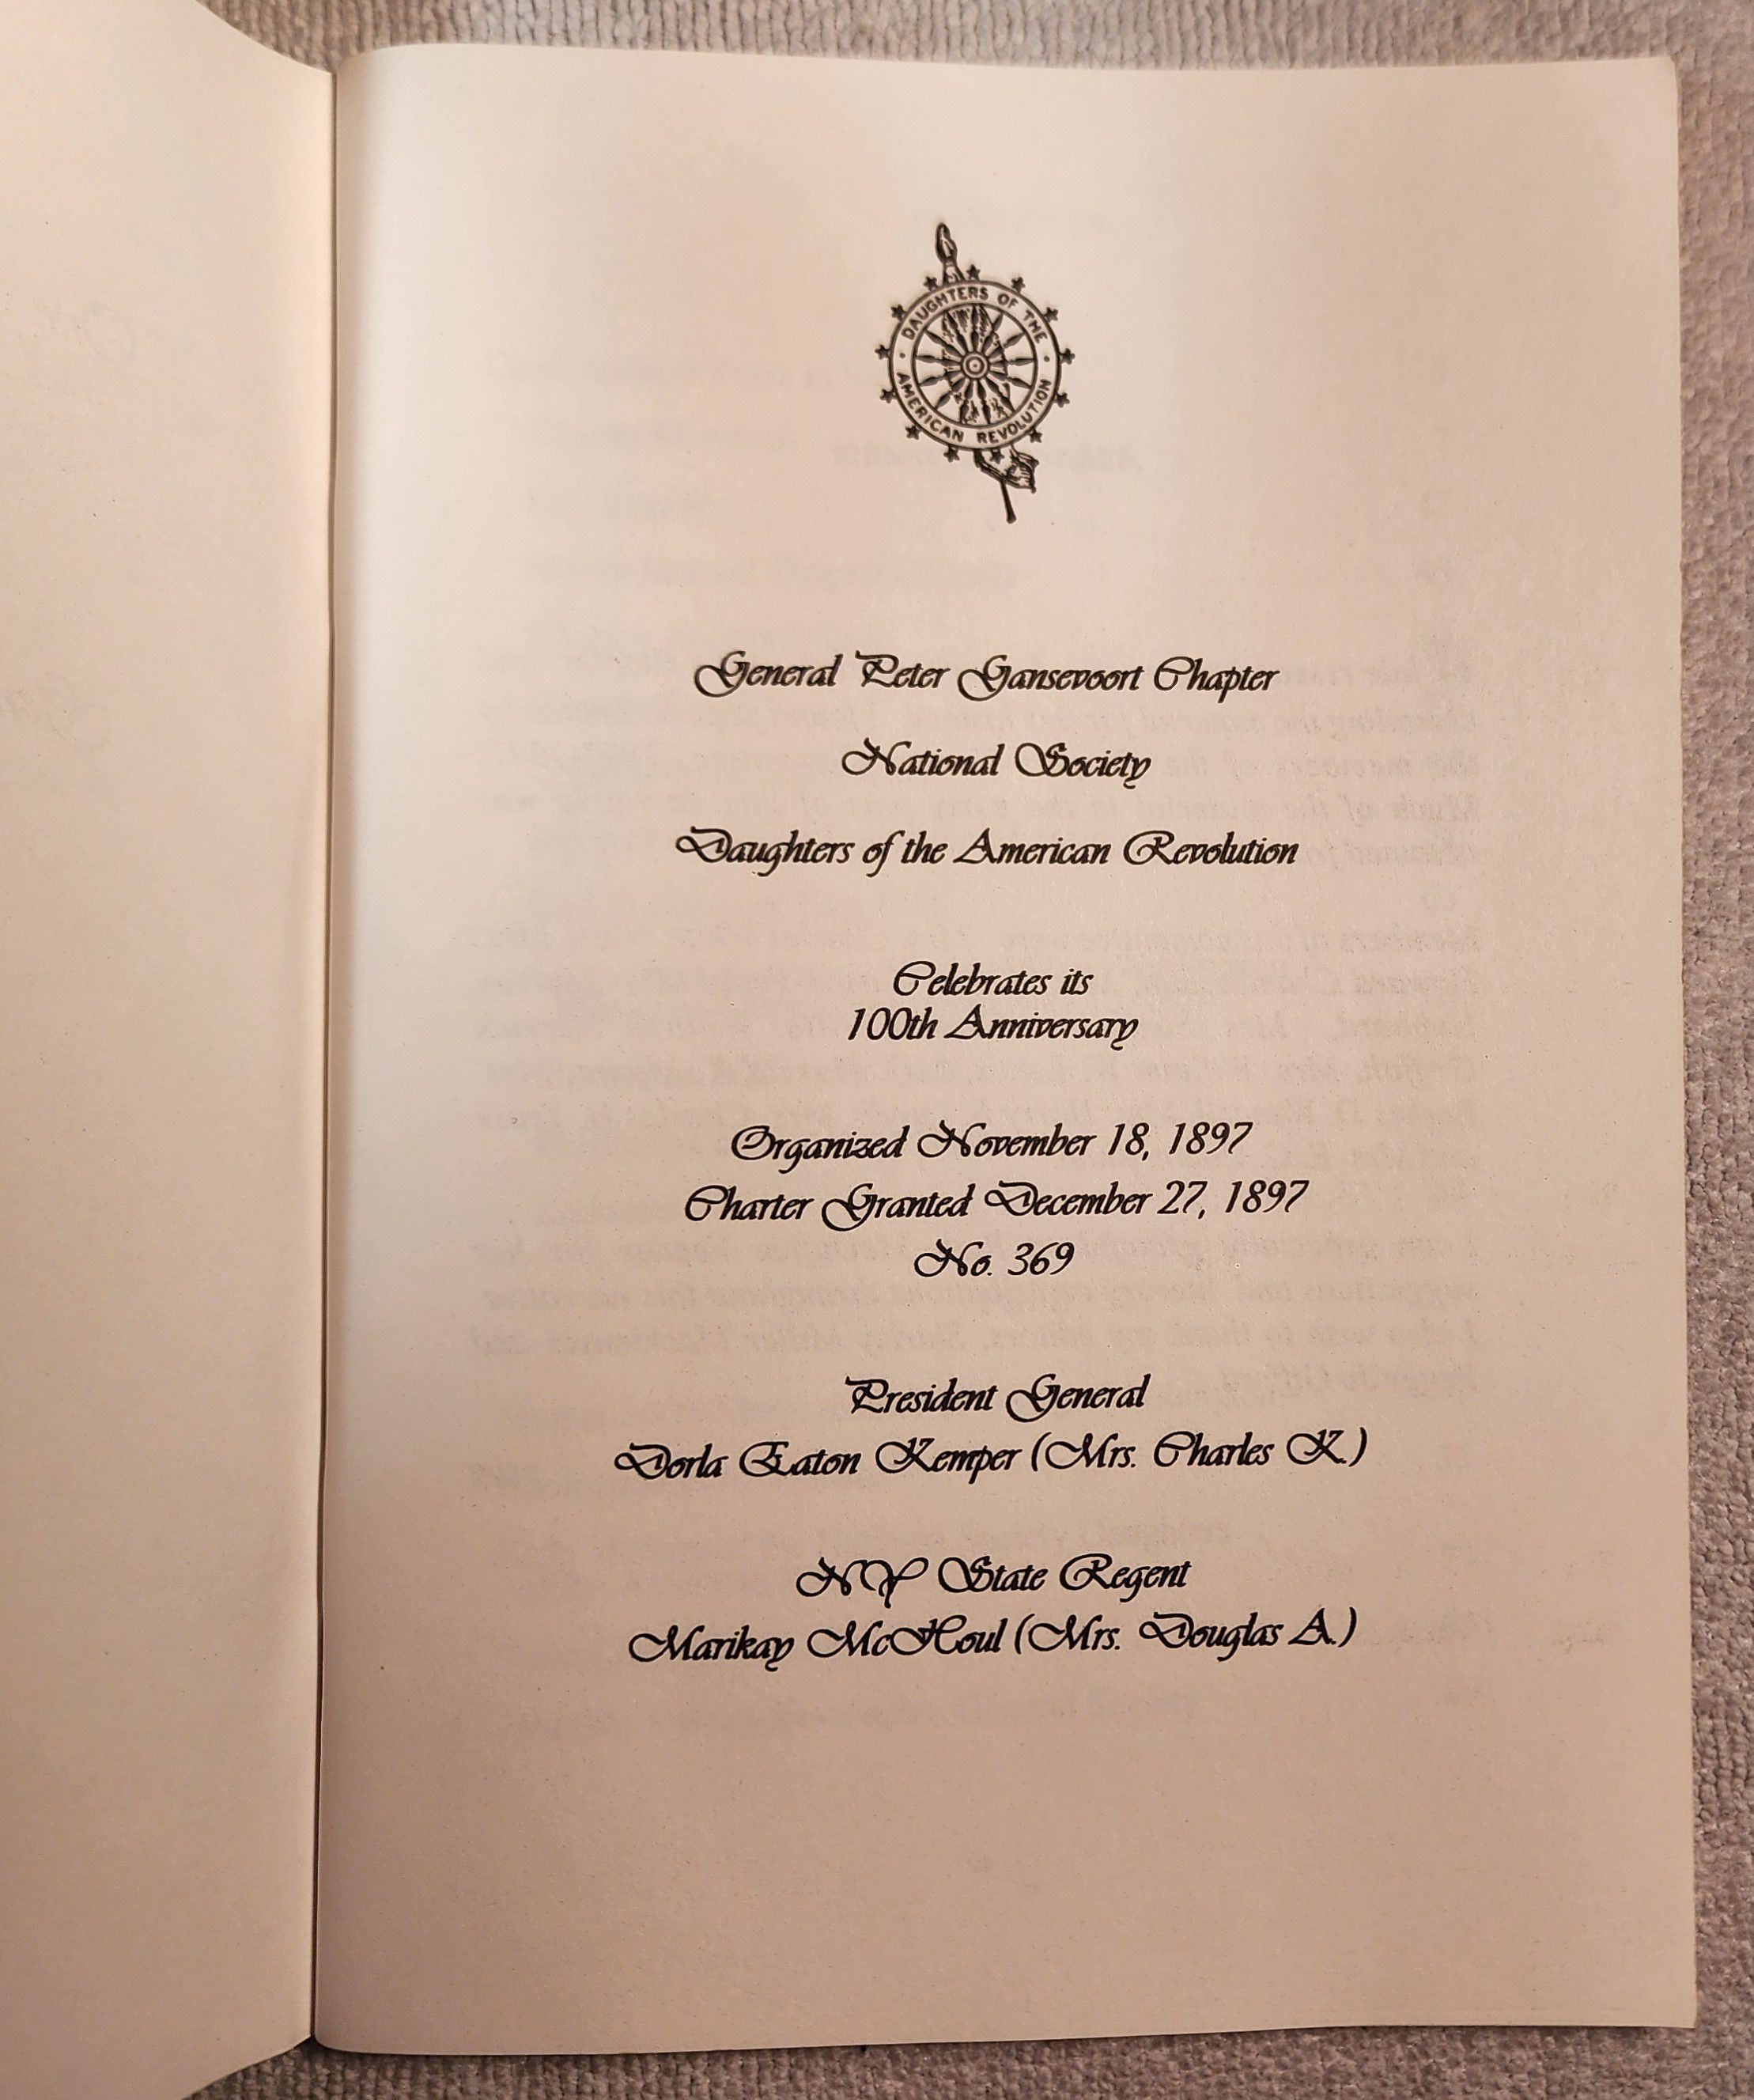 DAUGHTERS OF THE
AMERICAN REVOLUTION
General Peter Gansevoort Chapter
National Society
Daughters of the American Revolution
Celebrates its
100th Anniversary
Organized November 18, 1897
Charter Granted December 27, 1897
No. 369
President General
Dorla Eaton Kemper (Mrs. Charles K.)
NY State Regent
Marikay McHoul (Mrs. Douglas A.)